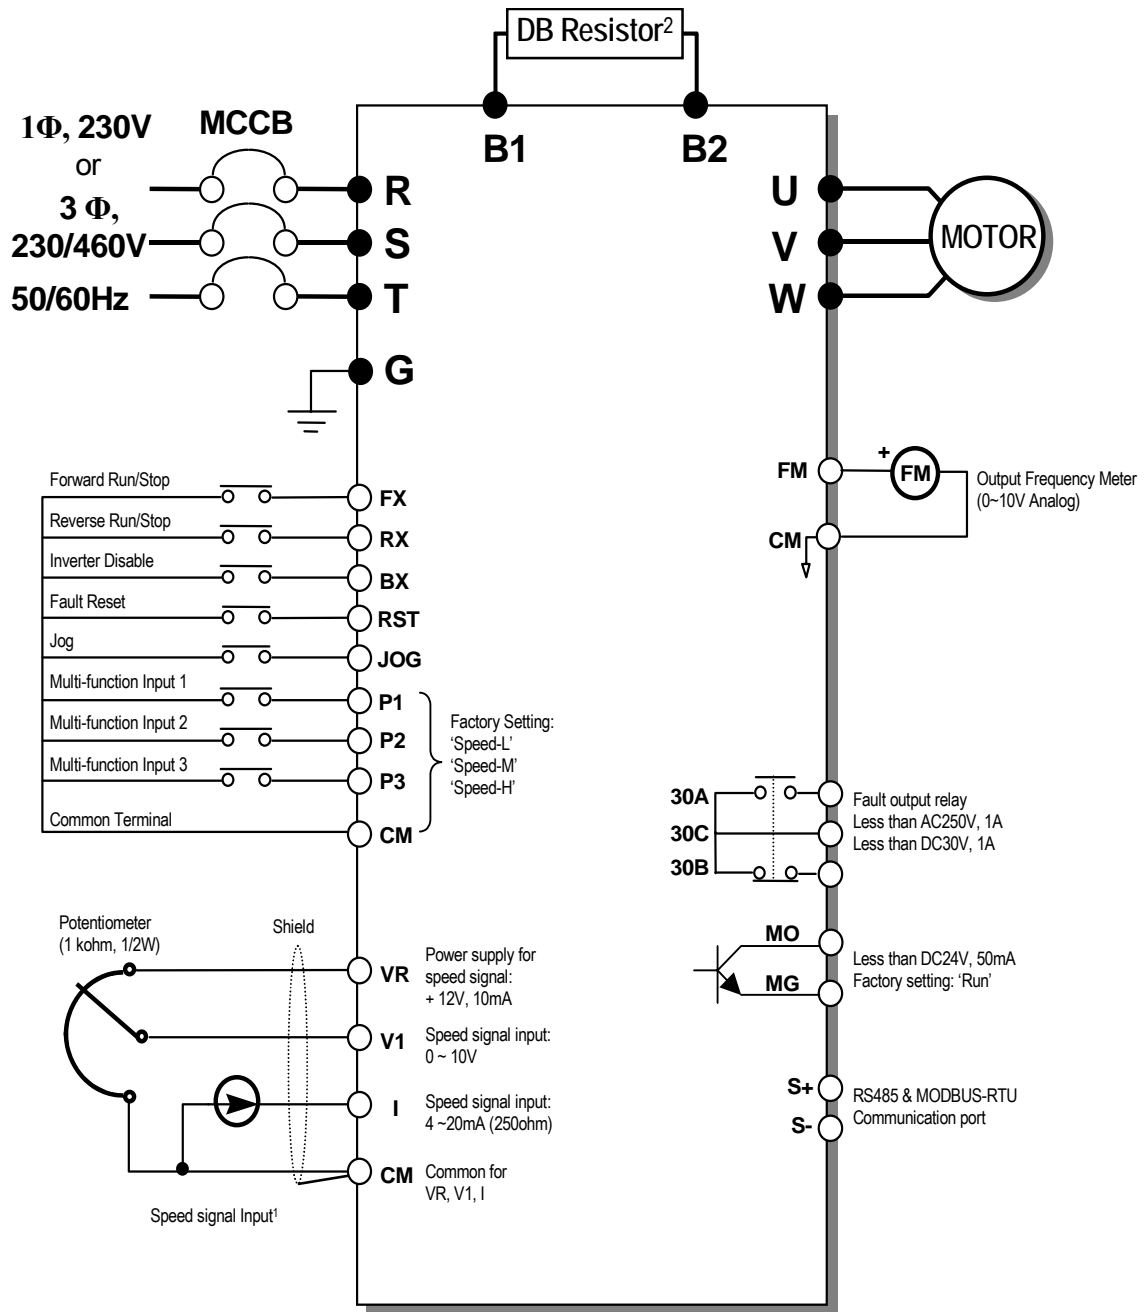 DB Resistor²
B1
B2
1Φ, 230V
or
3 Φ,
230/460V
50/60Hz
MCCB
R
S
T
G
U
V
W
MOTOR
Forward Run/Stop
FX
Reverse Run/Stop
RX
Inverter Disable
BX
Fault Reset
RST
Jog
JOG
Multi-function Input 1
P1
Multi-function Input 2
P2
Multi-function Input 3
P3
Common Terminal
CM
Factory Setting:
‘Speed-L’
‘Speed-M’
‘Speed-H’
FM
+
FM
CM
Output Frequency Meter
(0~10V Analog)
30A
30C
30B
Fault output relay
Less than AC250V, 1A
Less than DC30V, 1A
MO
MG
Less than DC24V, 50mA
Factory setting: ‘Run’
S+
S-
RS485 & MODBUS-RTU
Communication port
Potentiometer
(1 kohm, 1/2W)
Shield
VR
Power supply for
speed signal:
+ 12V, 10mA
V1
Speed signal input:
0 ~ 10V
I
Speed signal input:
4 ~20mA (250ohm)
CM
Common for
VR, V1, I
Speed signal Input¹